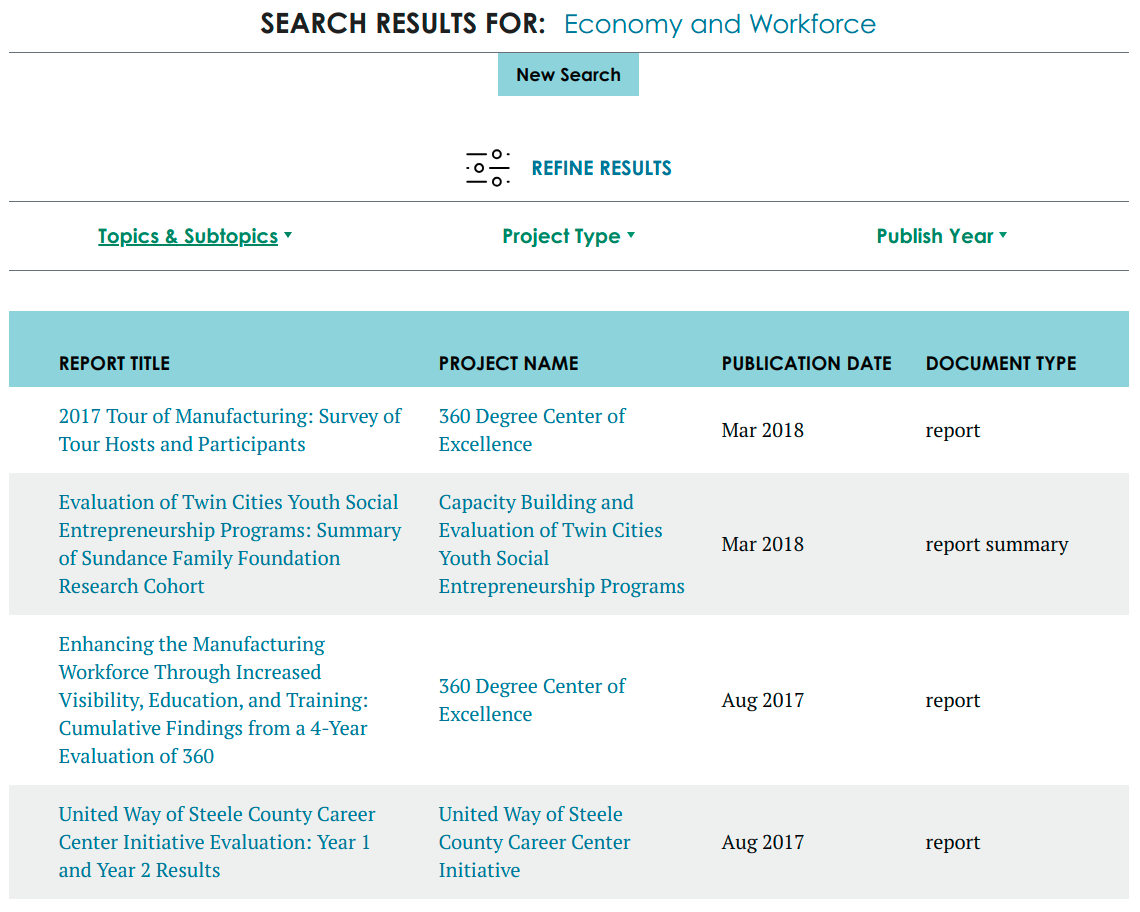 SEARCH RESULTS FOR: Economy and Workforce
New Search
REFINE RESULTS
Topics & Subtopics
Project Type
Publish Year
REPORT TITLE
PROJECT NAME
PUBLICATION DATE
DOCUMENT TYPE
2017 Tour of Manufacturing: Survey of
Tour Hosts and Participants
360 Degree Center of
Excellence
Mar 2018
report
Evaluation of Twin Cities Youth Social
Entrepreneurship Programs: Summary
of Sundance Family Foundation
Research Cohort
Capacity Building and
Evaluation of Twin Cities
Youth Social
Entrepreneurship Programs
Mar 2018
report summary
Enhancing the Manufacturing
Workforce Through Increased
Visibility, Education, and Training:
Cumulative Findings from a 4-Year
Evaluation of 360
360 Degree Center of
Excellence
Aug 2017
report
United Way of Steele County Career
Center Initiative Evaluation: Year 1
and Year 2 Results
United Way of Steele
County Career Center
Initiative
Aug 2017
report